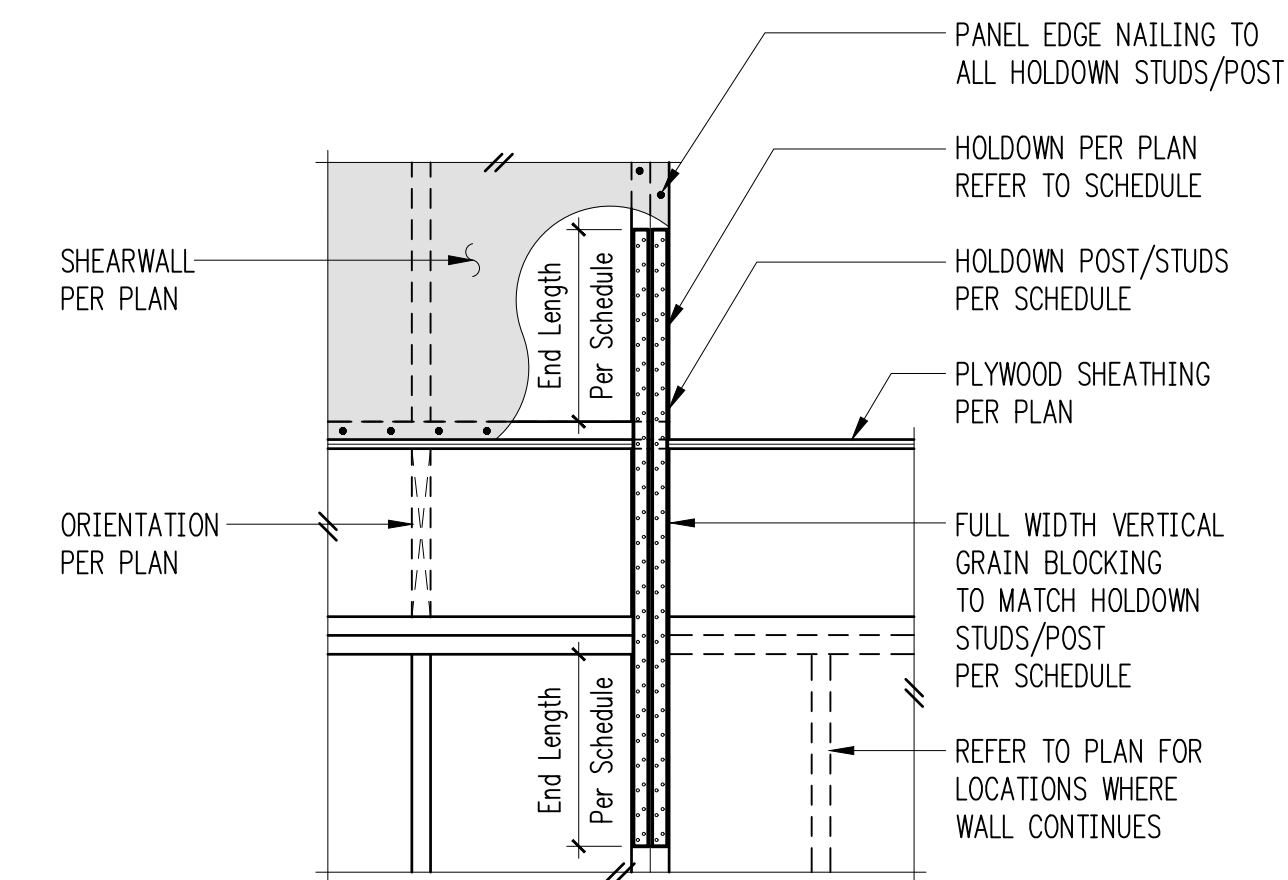 PANEL EDGE NAILING TO
ALL HOLDOWN STUDS/POST
HOLDOWN PER PLAN
REFER TO SCHEDULE
SHEARWALL
PER PLAN
HOLDOWN POST/STUDS
PER SCHEDULE
End Length
Per Schedule
PLYWOOD SHEATHING
PER PLAN
ORIENTATION
PER PLAN
FULL WIDTH VERTICAL
GRAIN BLOCKING
TO MATCH HOLDOWN
STUDS/POST
PER SCHEDULE
End Length
Per Schedule
REFER TO PLAN FOR
LOCATIONS WHERE
WALL CONTINUES